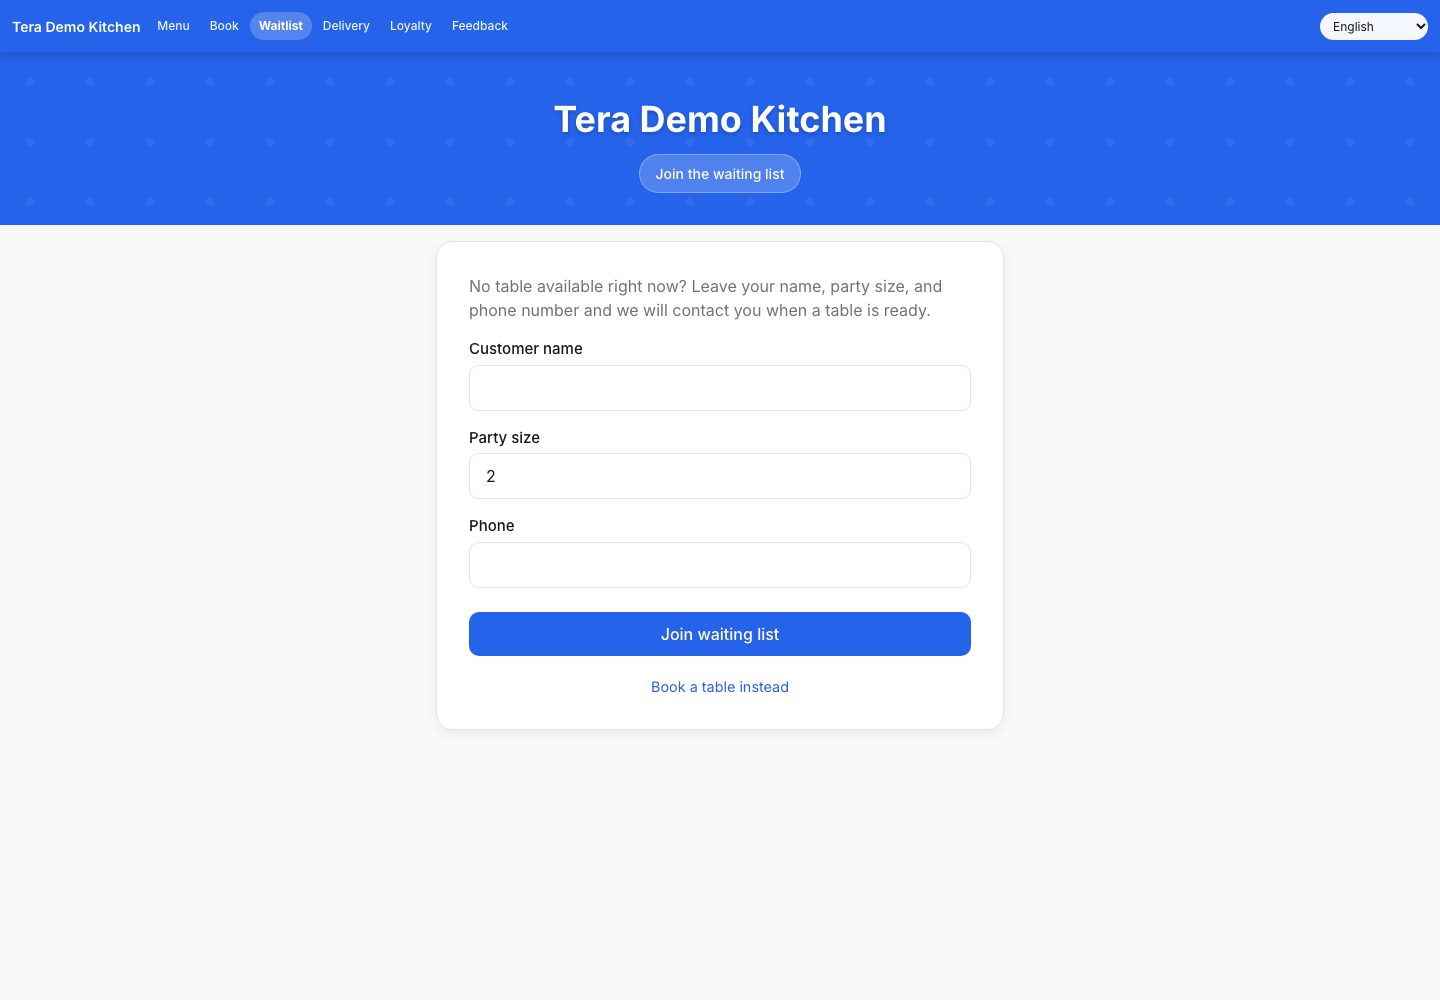 Tera Demo Kitchen Menu Book Waitlist Delivery Loyalty Feedback English
Tera Demo Kitchen
Join the waiting list
No table available right now? Leave your name, party size, and
phone number and we will contact you when a table is ready.
Customer name
Party size
2
Phone
Join waiting list
Book a table instead